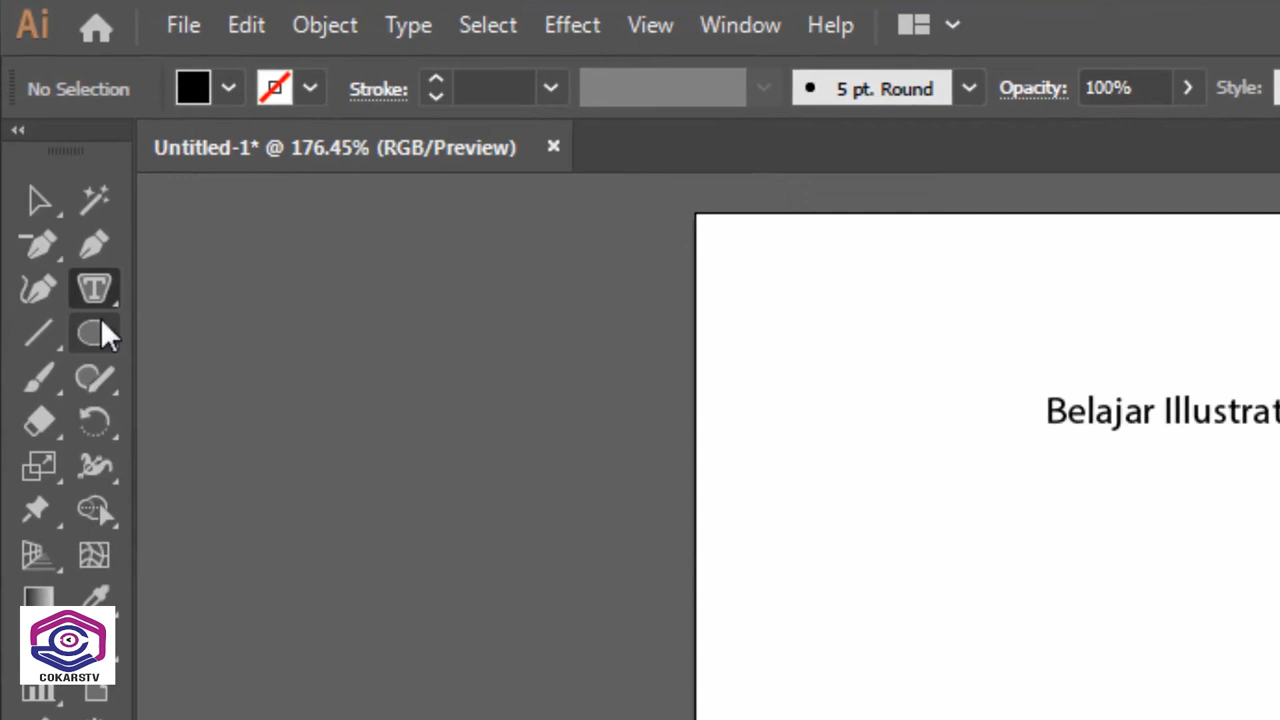 Ai File Edit Object Type Select Effect View Window Help
No Selection Stroke: 5 pt. Round Opacity: 100% Style:
Untitled-1* @ 176.45% (RGB/Preview) ×
Belajar Illustrat
COKARSTV